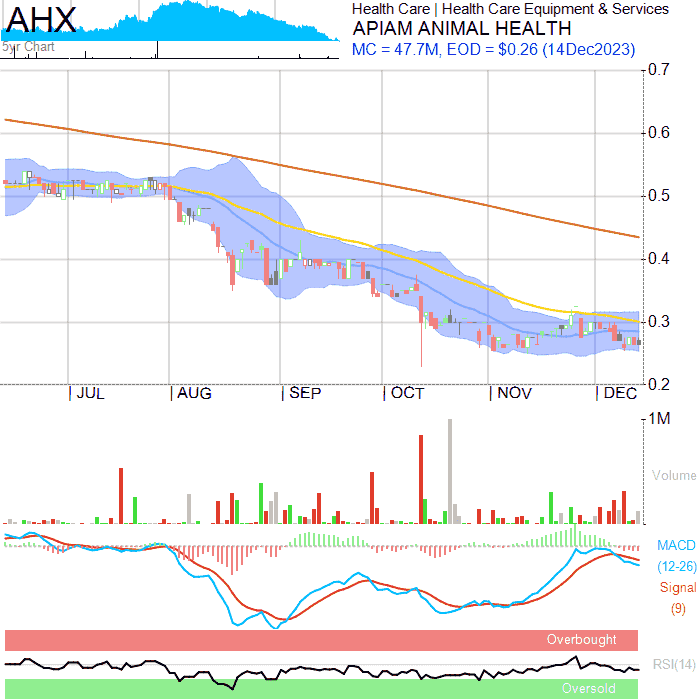 AHX
5yr Chart
Health Care | Health Care Equipment & Services
APIAM ANIMAL HEALTH
MC = 47.7M, EOD = $0.26 (14Dec2023)
0.7
0.6
0.5
0.4
0.3
0.2
JUL AUG SEP OCT NOV DEC
1M
Volume
MACD
(12-26)
Signal
(9)
Overbought
RSI(14)
Oversold